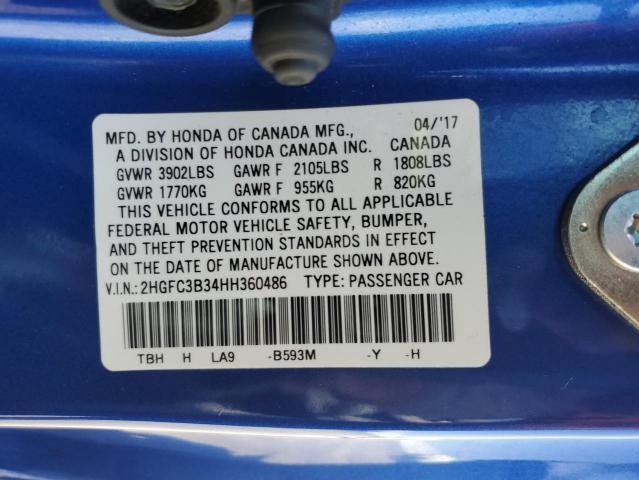 04/'17
MFD. BY HONDA OF CANADA MFG.,
A DIVISION OF HONDA CANADA INC. CANADA
GVWR 3902LBS GAWR F 2105LBS R 1808LBS
GVWR 1770KG GAWR F 955KG R 820KG
THIS VEHICLE CONFORMS TO ALL APPLICABLE
FEDERAL MOTOR VEHICLE SAFETY, BUMPER,
AND THEFT PREVENTION STANDARDS IN EFFECT
ON THE DATE OF MANUFACTURE SHOWN ABOVE.
V.I.N.: 2HGFC3B34HH360486 TYPE: PASSENGER CAR
TBH H LA9 -B593M -Y -H